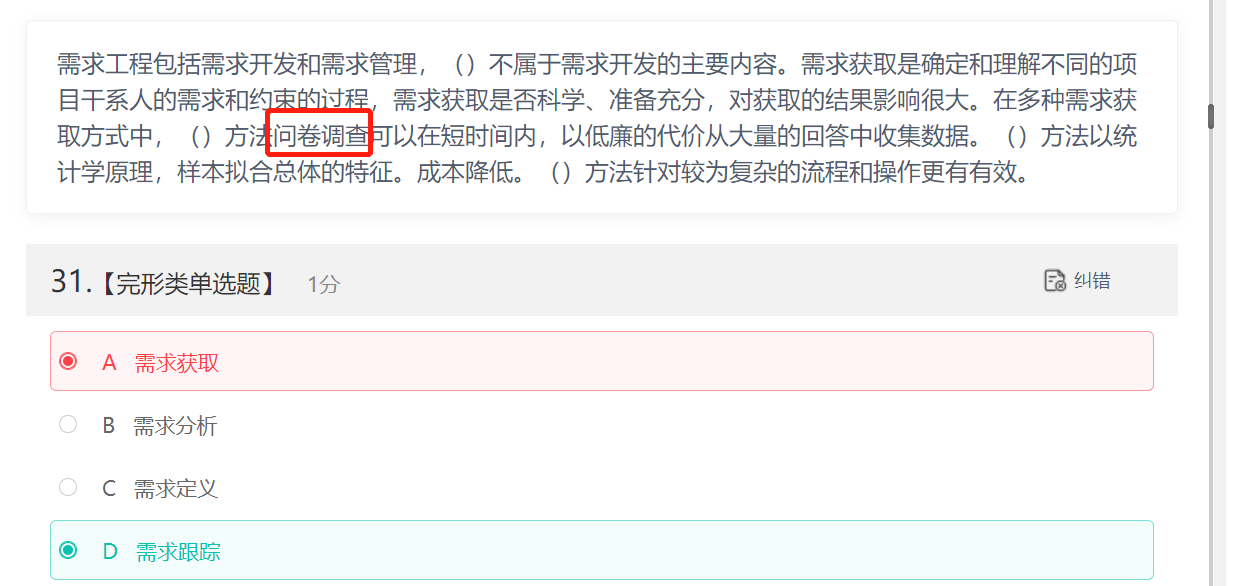 需求工程包括需求开发和需求管理，（）不属于需求开发的主要内容。需求获取是确定和理解不同的项
目干系人的需求和约束的过程，需求获取是否科学、准备充分，对获取的结果影响很大。在多种需求获
取方式中，（）方法问卷调查可以在短时间内，以低廉的代价从大量的回答中收集数据。（）方法以统
计学原理，样本拟合总体的特征。成本降低。（）方法针对较为复杂的流程和操作更有有效。
31.【完形类单选题】 1分 纠错
A 需求获取
B 需求分析
C 需求定义
D 需求跟踪